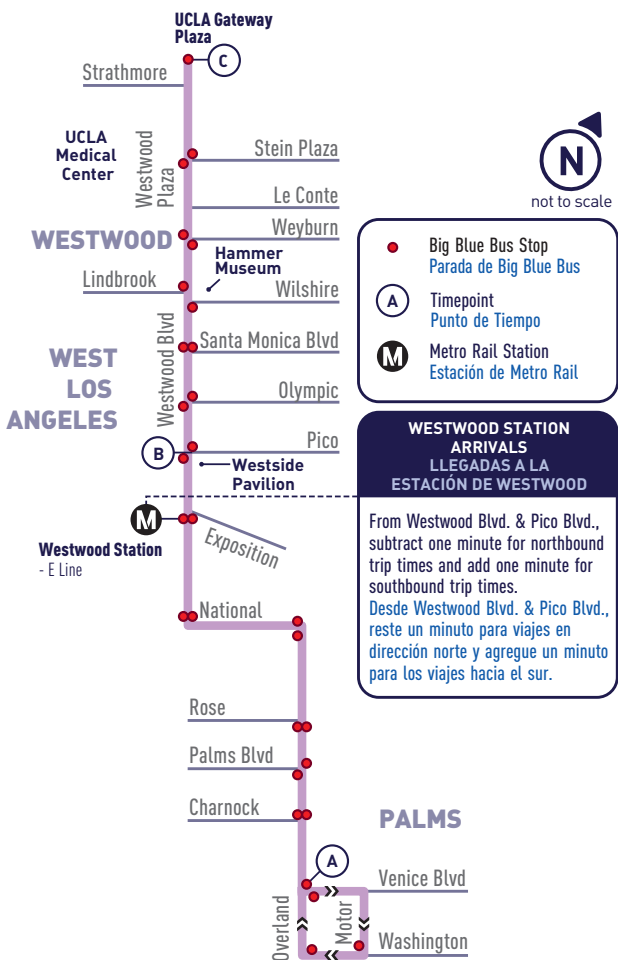 UCLA Gateway
Plaza
C
Strathmore
UCLA
Medical
Center
Westwood
Plaza
Stein Plaza
Le Conte
WESTWOOD
Weyburn
Hammer
Museum
Lindbrook
Wilshire
Westwood Blvd
Santa Monica Blvd
WEST
LOS
ANGELES
Olympic
Pico
B
Westside
Pavilion
M
Westwood Station
- E Line
Exposition
National
Rose
Palms Blvd
Charnock
PALMS
A
Venice Blvd
Overland
Motor
Washington
N
not to scale
Big Blue Bus Stop
Parada de Big Blue Bus
A
Timepoint
Punto de Tiempo
M
Metro Rail Station
Estación de Metro Rail
WESTWOOD STATION
ARRIVALS
LLEGADAS A LA
ESTACIÓN DE WESTWOOD
From Westwood Blvd. & Pico Blvd.,
subtract one minute for northbound
trip times and add one minute for
southbound trip times.
Desde Westwood Blvd. & Pico Blvd.,
reste un minuto para viajes en
dirección norte y agregue un minuto
para los viajes hacia el sur.